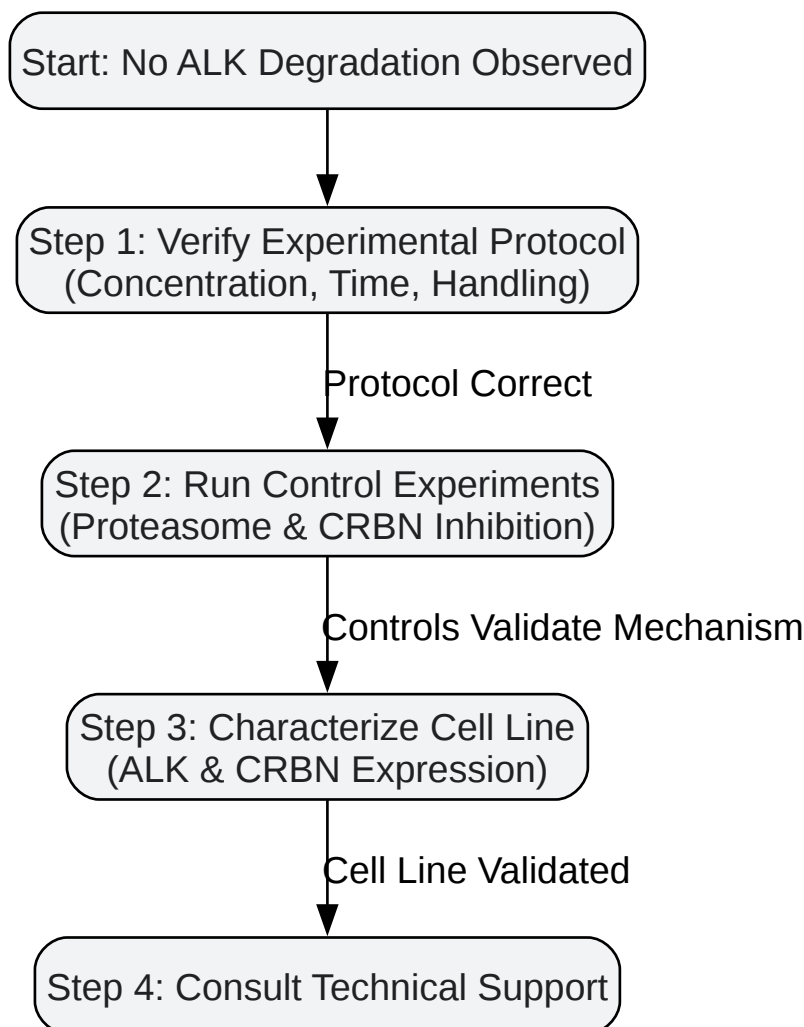 Start: No ALK Degradation Observed
Step 1: Verify Experimental Protocol
(Concentration, Time, Handling)
Protocol Correct
Step 2: Run Control Experiments
(Proteasome & CRBN Inhibition)
Controls Validate Mechanism
Step 3: Characterize Cell Line
(ALK & CRBN Expression)
Cell Line Validated
Step 4: Consult Technical Support